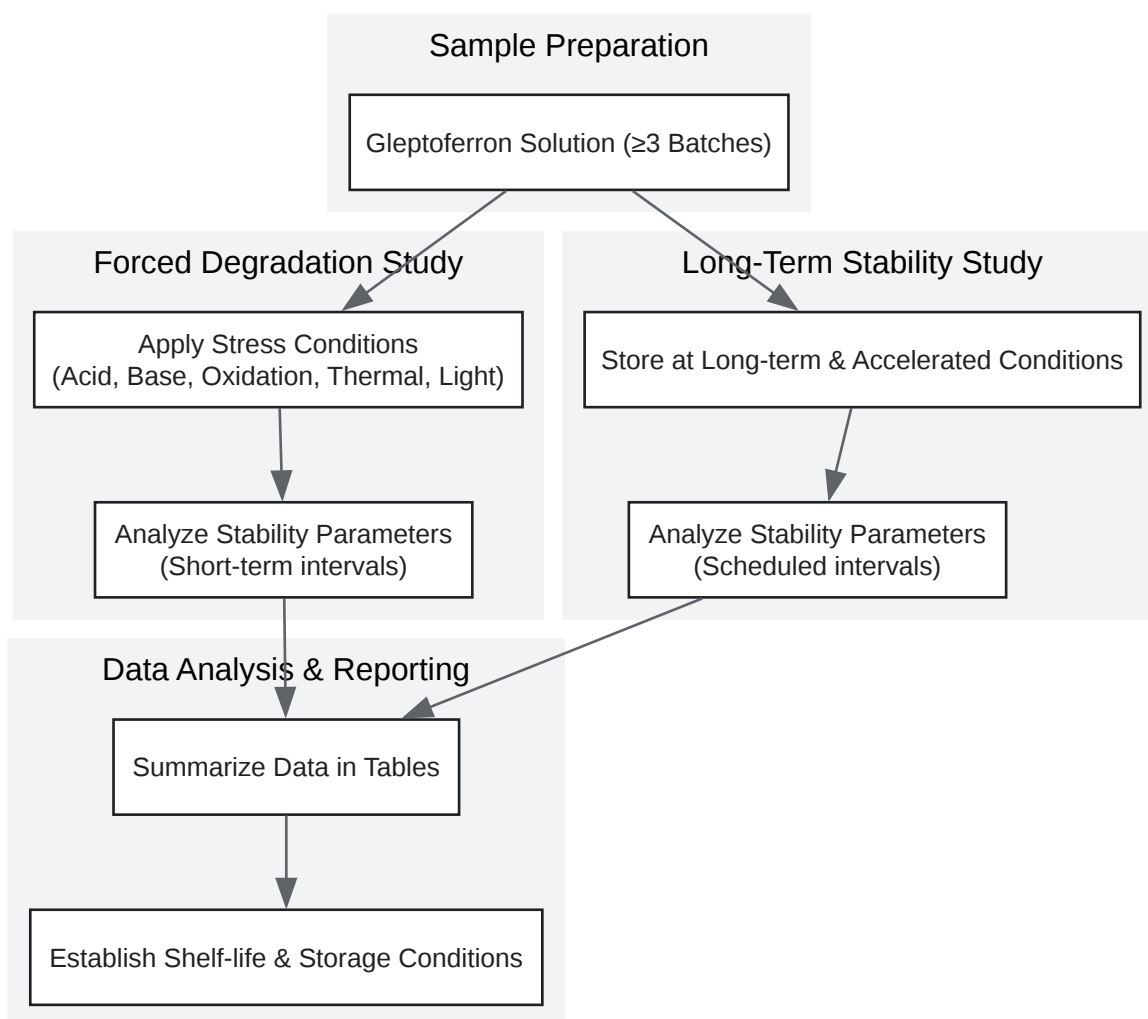 Sample Preparation
Gleptoferron Solution (≥3 Batches)
Forced Degradation Study
Apply Stress Conditions
(Acid, Base, Oxidation, Thermal, Light)
Analyze Stability Parameters
(Short-term intervals)
Long-Term Stability Study
Store at Long-term & Accelerated Conditions
Analyze Stability Parameters
(Scheduled intervals)
Data Analysis & Reporting
Summarize Data in Tables
Establish Shelf-life & Storage Conditions